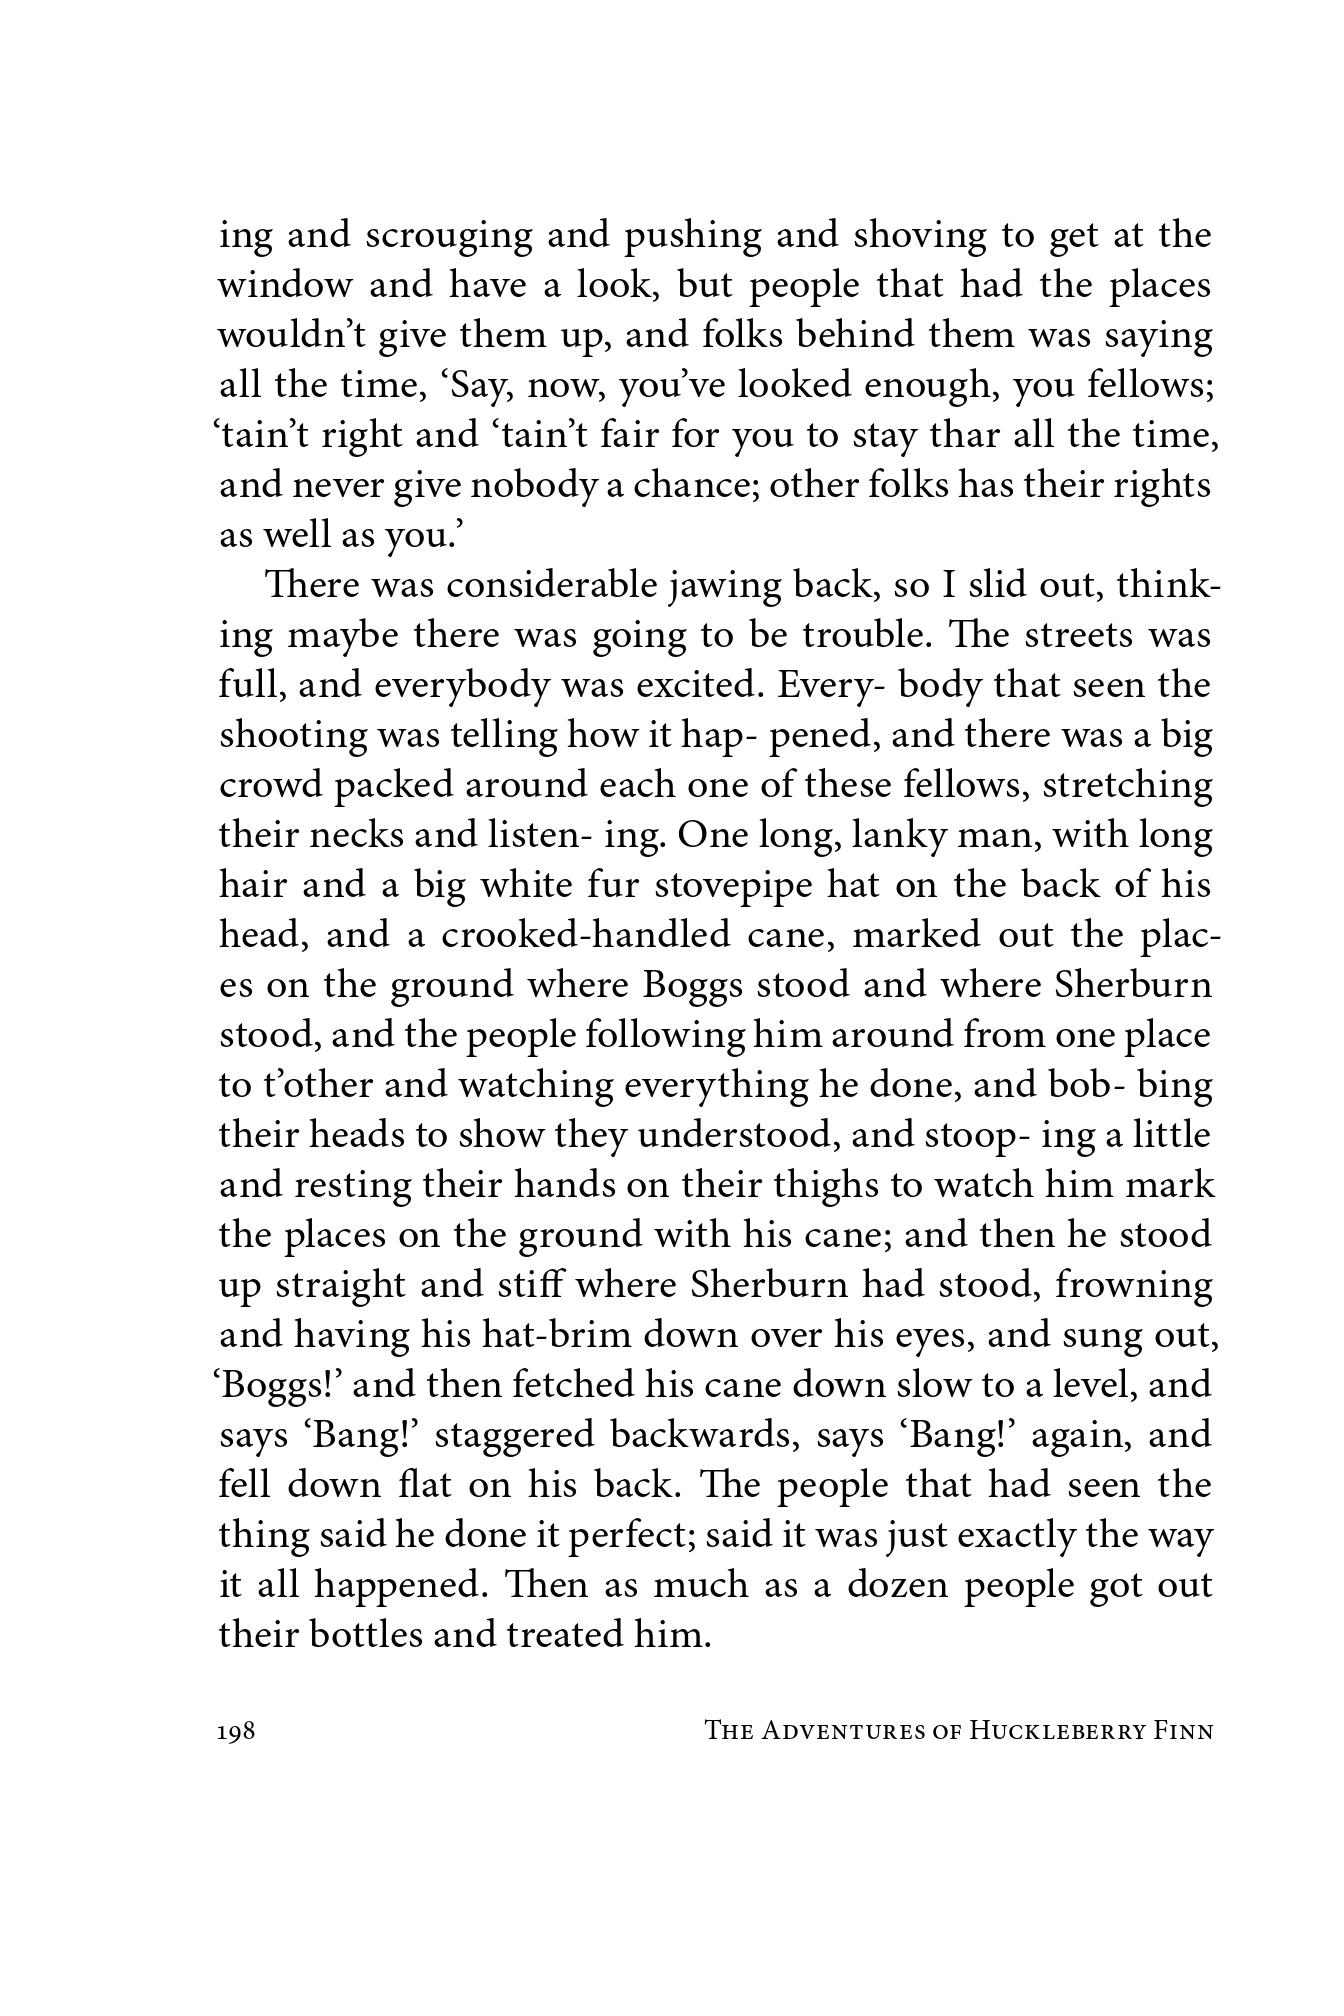 ing and scrouging and pushing and shoving to get at the
window and have a look, but people that had the places
wouldn’t give them up, and folks behind them was saying
all the time, ‘Say, now, you’ve looked enough, you fellows;
‘tain’t right and ‘tain’t fair for you to stay thar all the time,
and never give nobody a chance; other folks has their rights
as well as you.’
There was considerable jawing back, so I slid out, think-
ing maybe there was going to be trouble. The streets was
full, and everybody was excited. Every- body that seen the
shooting was telling how it hap- pened, and there was a big
crowd packed around each one of these fellows, stretching
their necks and listen- ing. One long, lanky man, with long
hair and a big white fur stovepipe hat on the back of his
head, and a crooked-handled cane, marked out the plac-
es on the ground where Boggs stood and where Sherburn
stood, and the people following him around from one place
to t’other and watching everything he done, and bob- bing
their heads to show they understood, and stoop- ing a little
and resting their hands on their thighs to watch him mark
the places on the ground with his cane; and then he stood
up straight and stiff where Sherburn had stood, frowning
and having his hat-brim down over his eyes, and sung out,
‘Boggs!’ and then fetched his cane down slow to a level, and
says ‘Bang!’ staggered backwards, says ‘Bang!’ again, and
fell down flat on his back. The people that had seen the
thing said he done it perfect; said it was just exactly the way
it all happened. Then as much as a dozen people got out
their bottles and treated him.
198 The Adventures of Huckleberry Finn